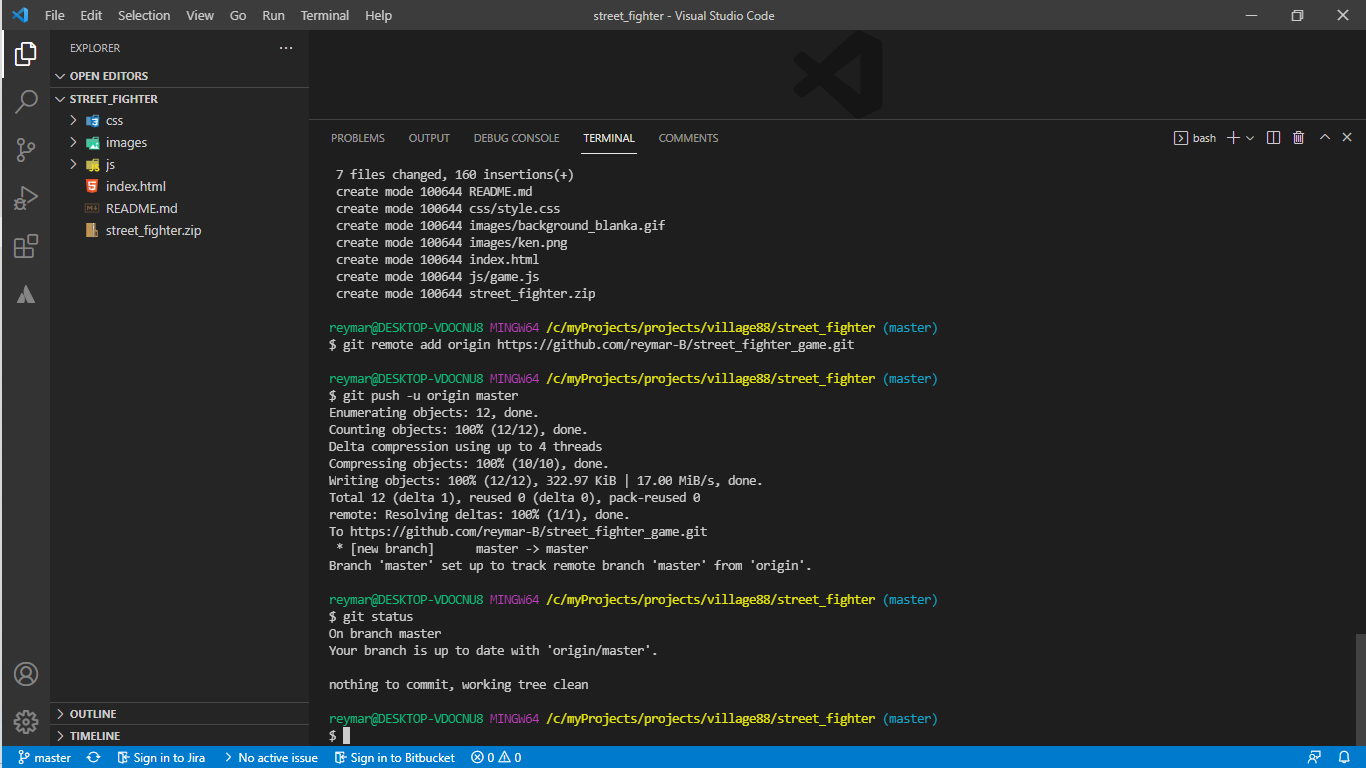 File Edit Selection View Go Run Terminal Help
street_fighter - Visual Studio Code
EXPLORER
OPEN EDITORS
STREET_FIGHTER
css
images
js
index.html
README.md
street_fighter.zip
OUTLINE
TIMELINE
PROBLEMS OUTPUT DEBUG CONSOLE TERMINAL COMMENTS
bash
7 files changed, 160 insertions(+)
create mode 100644 README.md
create mode 100644 css/style.css
create mode 100644 images/background_blanka.gif
create mode 100644 images/ken.png
create mode 100644 index.html
create mode 100644 js/game.js
create mode 100644 street_fighter.zip
reymar@DESKTOP-VDOCNU8 MINGW64 /c/myProjects/projects/village88/street_fighter (master)
$ git remote add origin https://github.com/reymar-B/street_fighter_game.git
reymar@DESKTOP-VDOCNU8 MINGW64 /c/myProjects/projects/village88/street_fighter (master)
$ git push -u origin master
Enumerating objects: 12, done.
Counting objects: 100% (12/12), done.
Delta compression using up to 4 threads
Compressing objects: 100% (10/10), done.
Writing objects: 100% (12/12), 322.97 KiB | 17.00 MiB/s, done.
Total 12 (delta 1), reused 0 (delta 0), pack-reused 0
remote: Resolving deltas: 100% (1/1), done.
To https://github.com/reymar-B/street_fighter_game.git
* [new branch] master -> master
Branch 'master' set up to track remote branch 'master' from 'origin'.
reymar@DESKTOP-VDOCNU8 MINGW64 /c/myProjects/projects/village88/street_fighter (master)
$ git status
On branch master
Your branch is up to date with 'origin/master'.
nothing to commit, working tree clean
reymar@DESKTOP-VDOCNU8 MINGW64 /c/myProjects/projects/village88/street_fighter (master)
$
master Sign in to Jira No active issue Sign in to Bitbucket 0 0